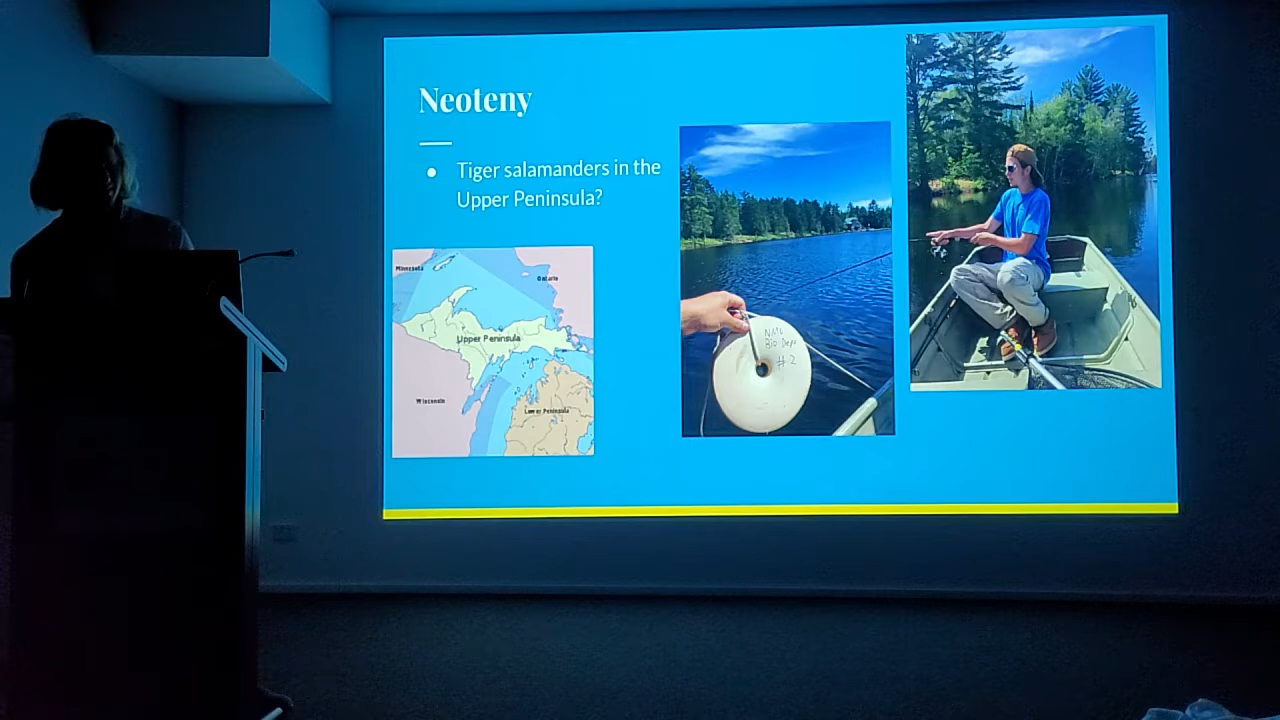 Neoteny
● Tiger salamanders in the
Upper Peninsula?
Minnesota
Ontario
Upper Peninsula
Wisconsin
Lower Peninsula
NML
Bio Dept
#2